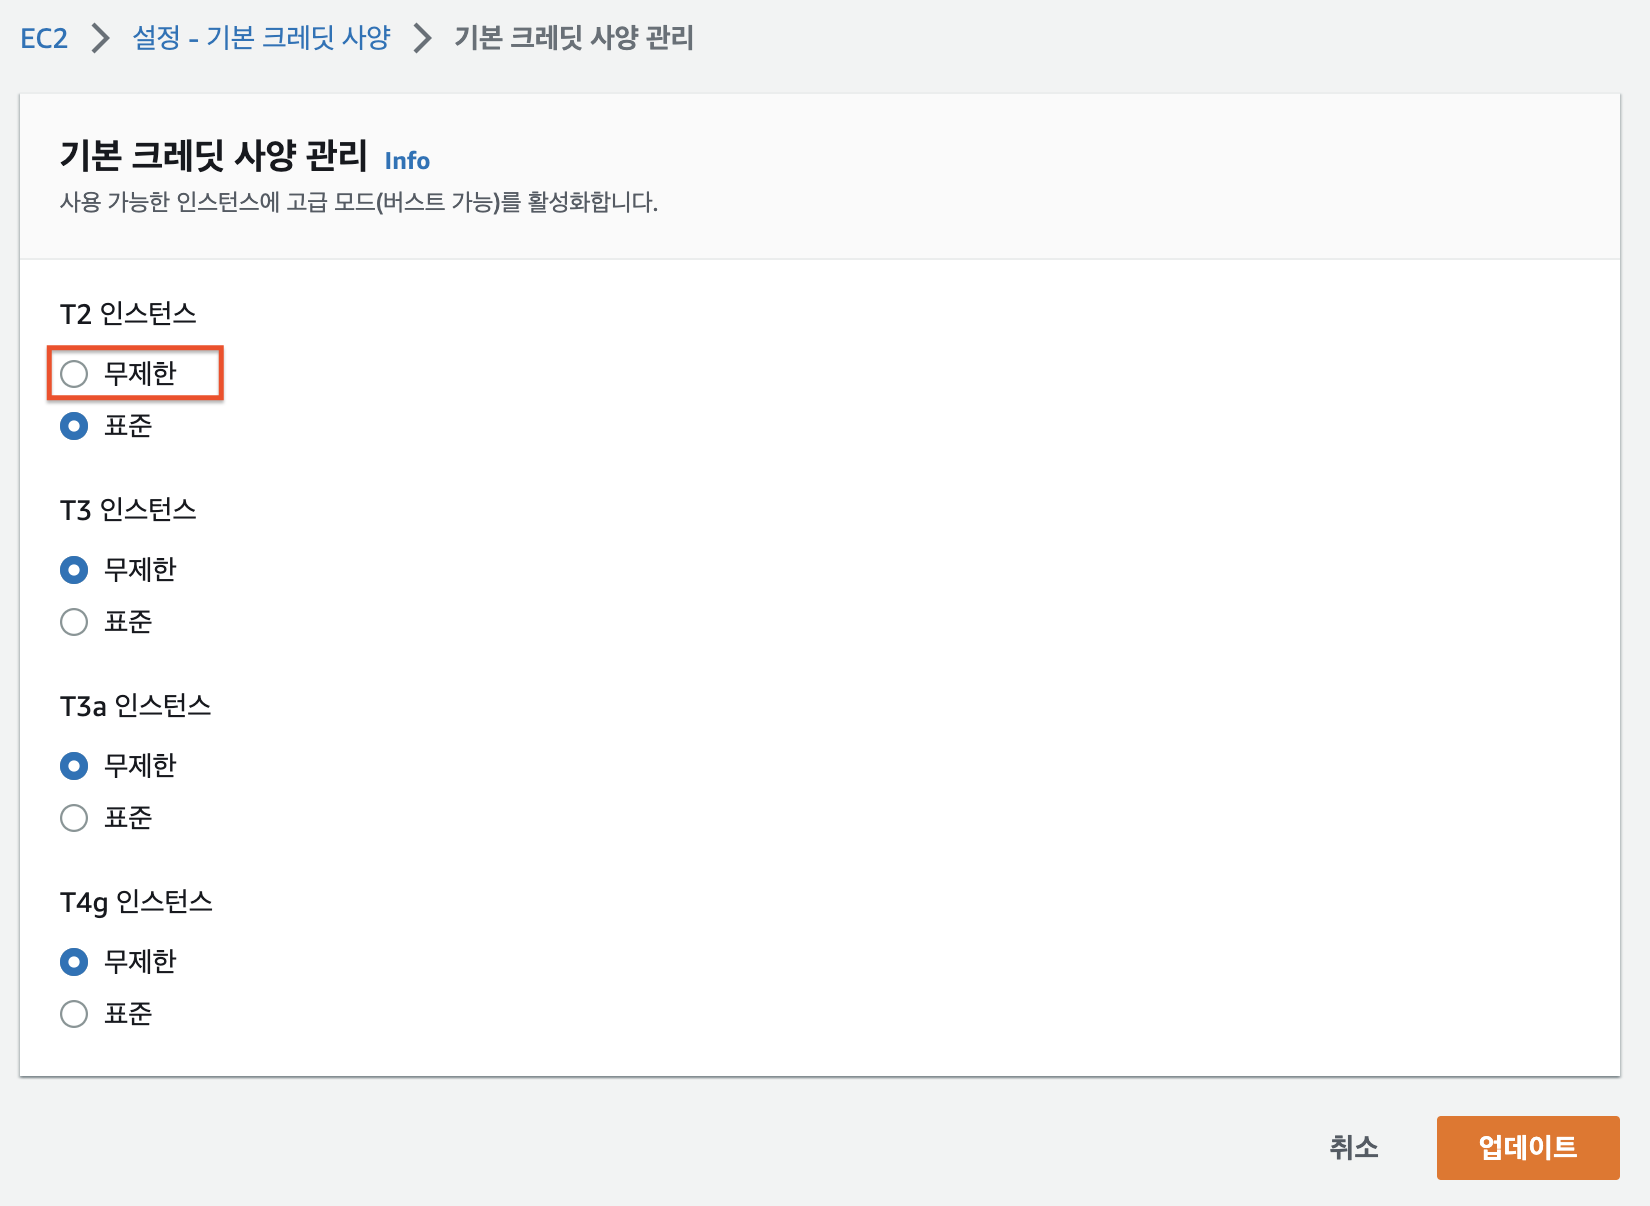 EC2 > 설정 - 기본 크레딧 사양 > 기본 크레딧 사양 관리
기본 크레딧 사양 관리 Info
사용 가능한 인스턴스에 고급 모드(버스트 가능)를 활성화합니다.
T2 인스턴스
무제한
표준
T3 인스턴스
무제한
표준
T3a 인스턴스
무제한
표준
T4g 인스턴스
무제한
표준
취소 업데이트